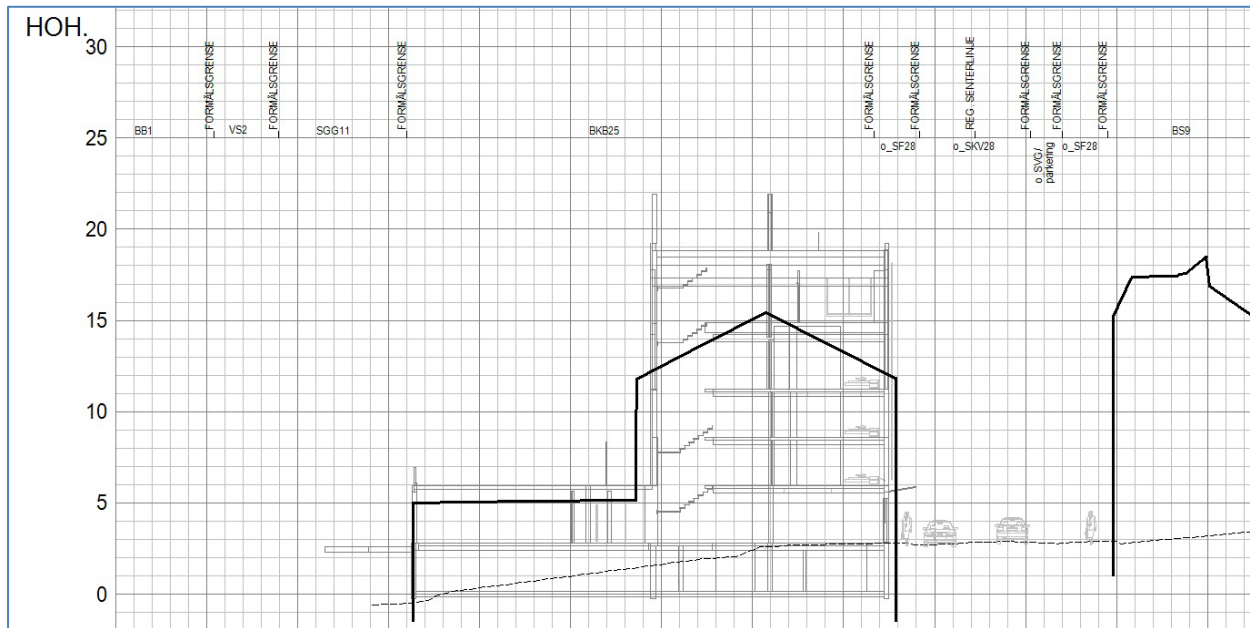 HOH.
30
FORMÅLSGRENSE
FORMÅLSGRENSE
FORMÅLSGRENSE
FORMÅLSGRENSE
FORMÅLSGRENSE
REG.-SENTERLINJE
FORMÅLSGRENSE
FORMÅLSGRENSE
FORMÅLSGRENSE
BB1
VS2
SGG11
BKB25
BS9
25
o_SF28
o_SKV28
o_SVG/
parkering
o_SF28
20
15
10
5
0